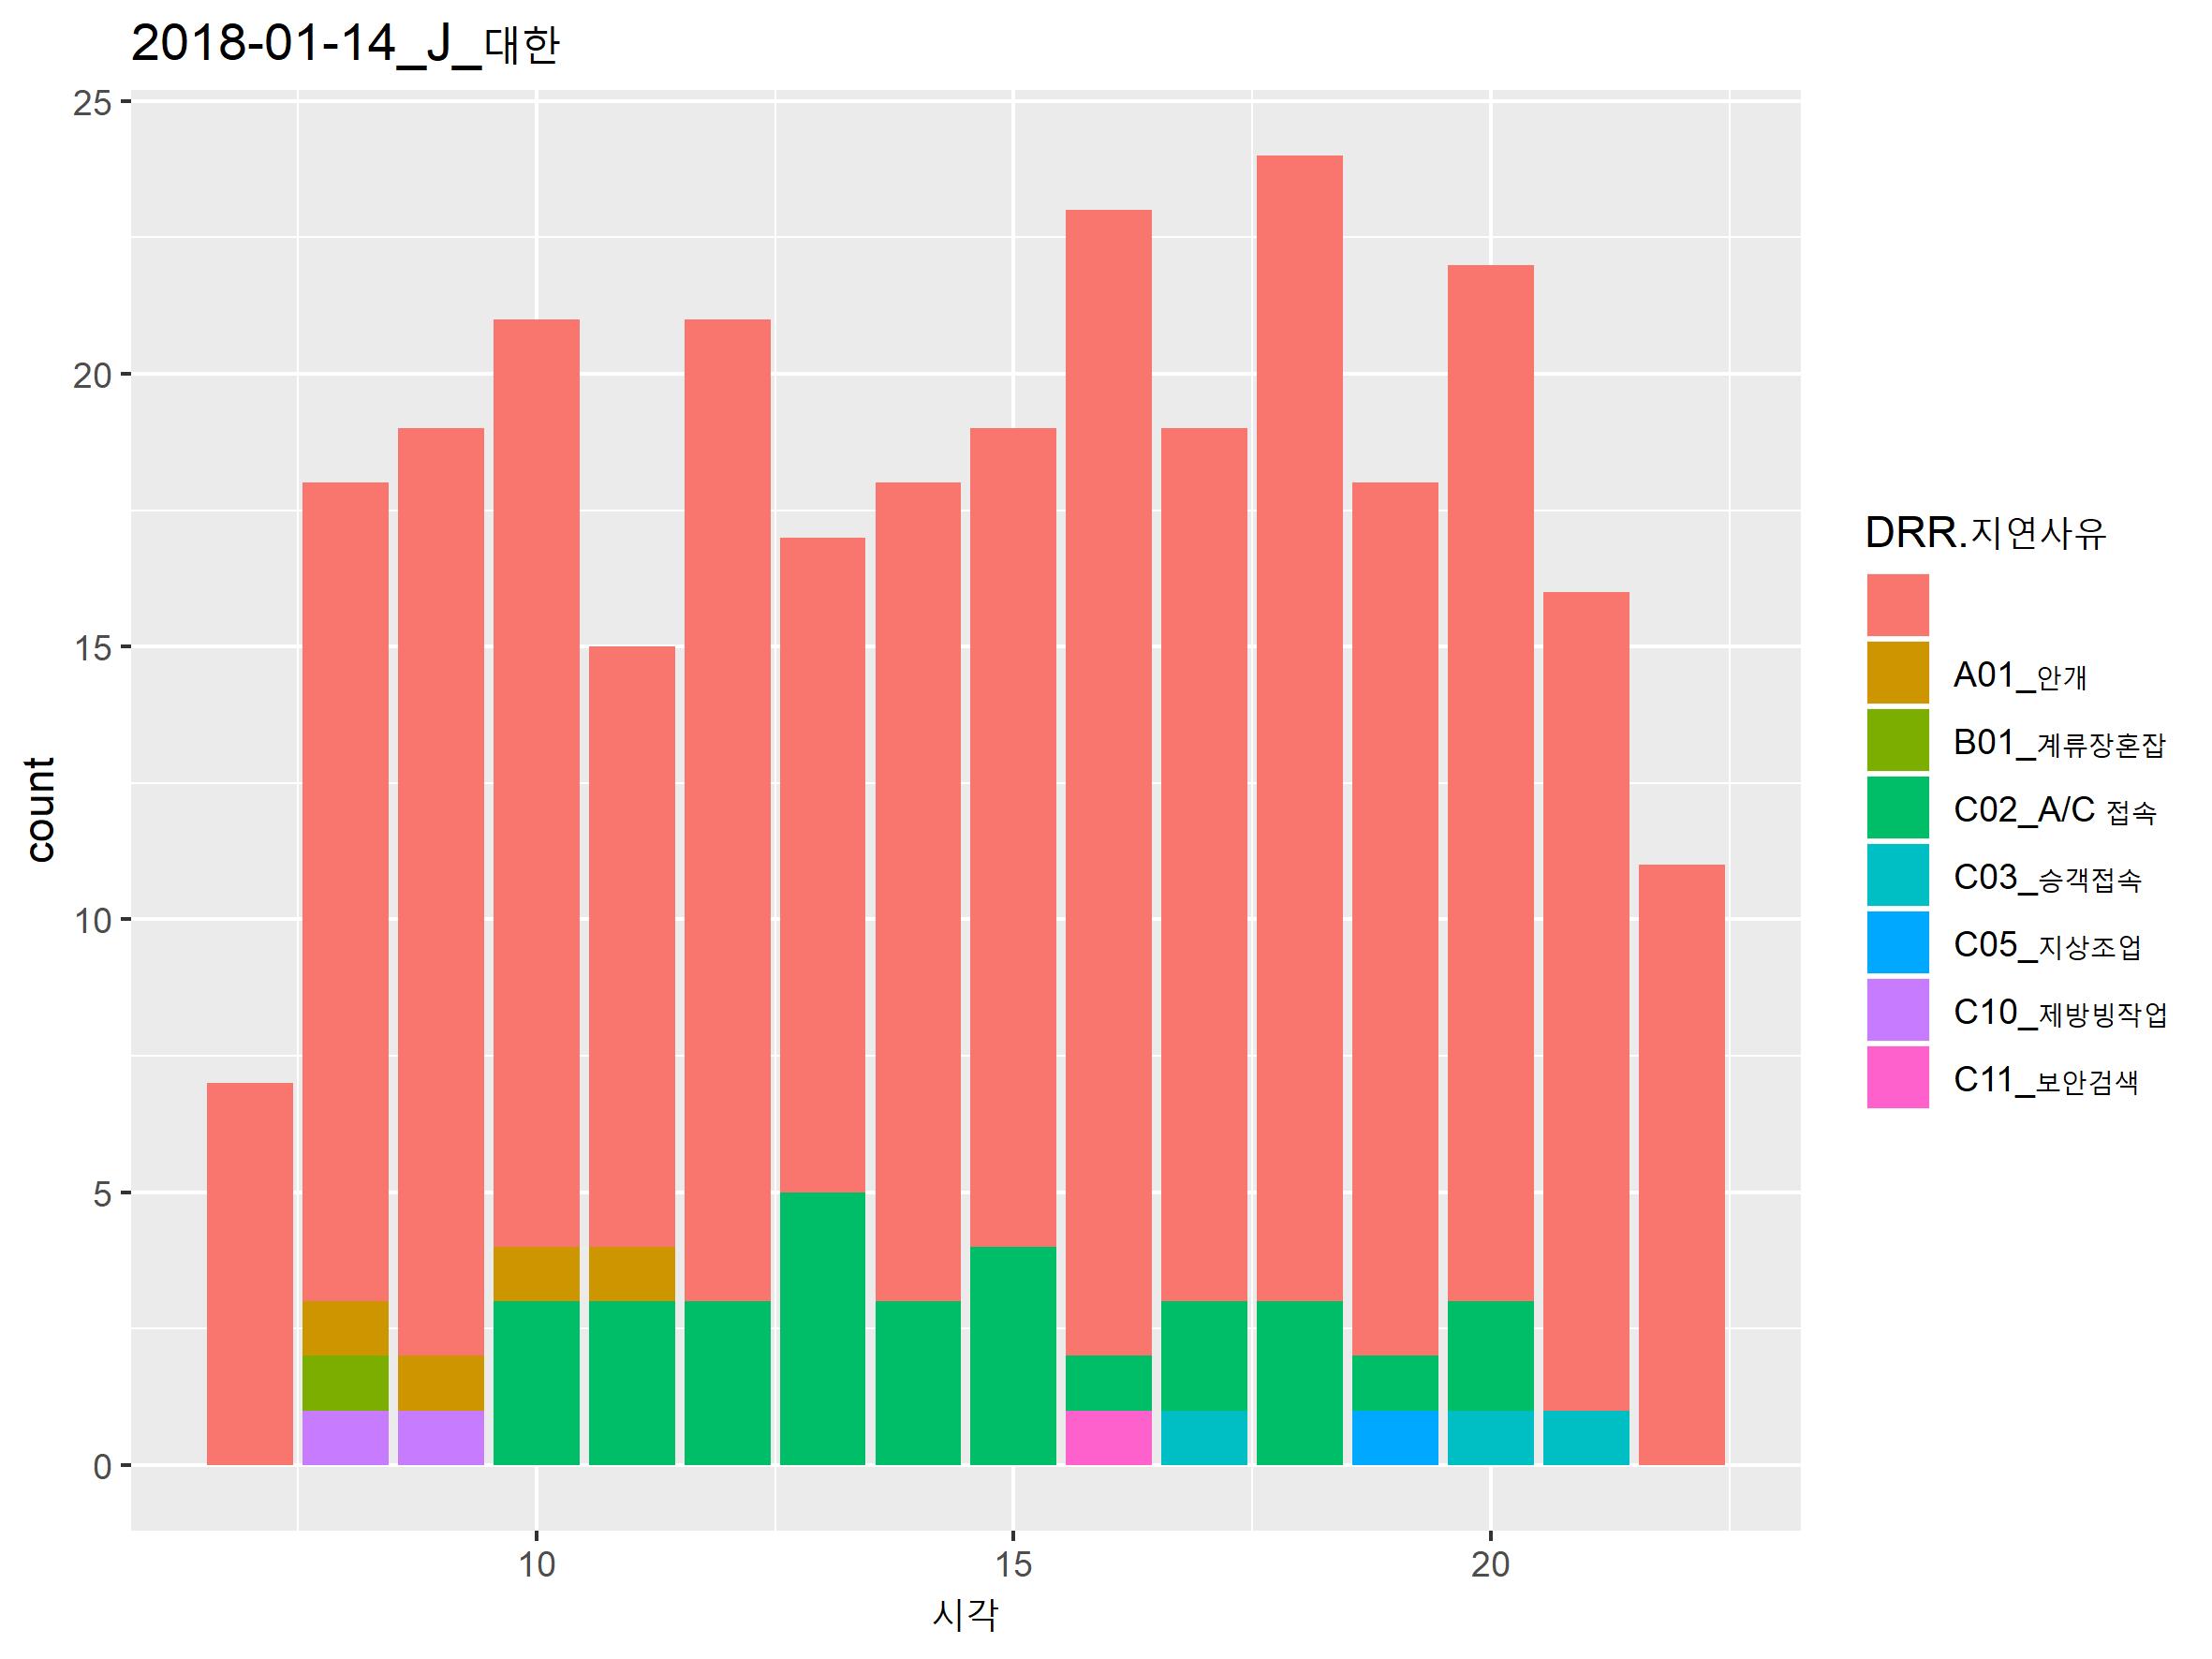 2018-01-14_J_대한
25
20
15
10
5
0
count
10 15 20
시각
DRR.지연사유
A01_안개
B01_계류장혼잡
C02_A/C 접속
C03_승객접속
C05_지상조업
C10_제방빙작업
C11_보안검색